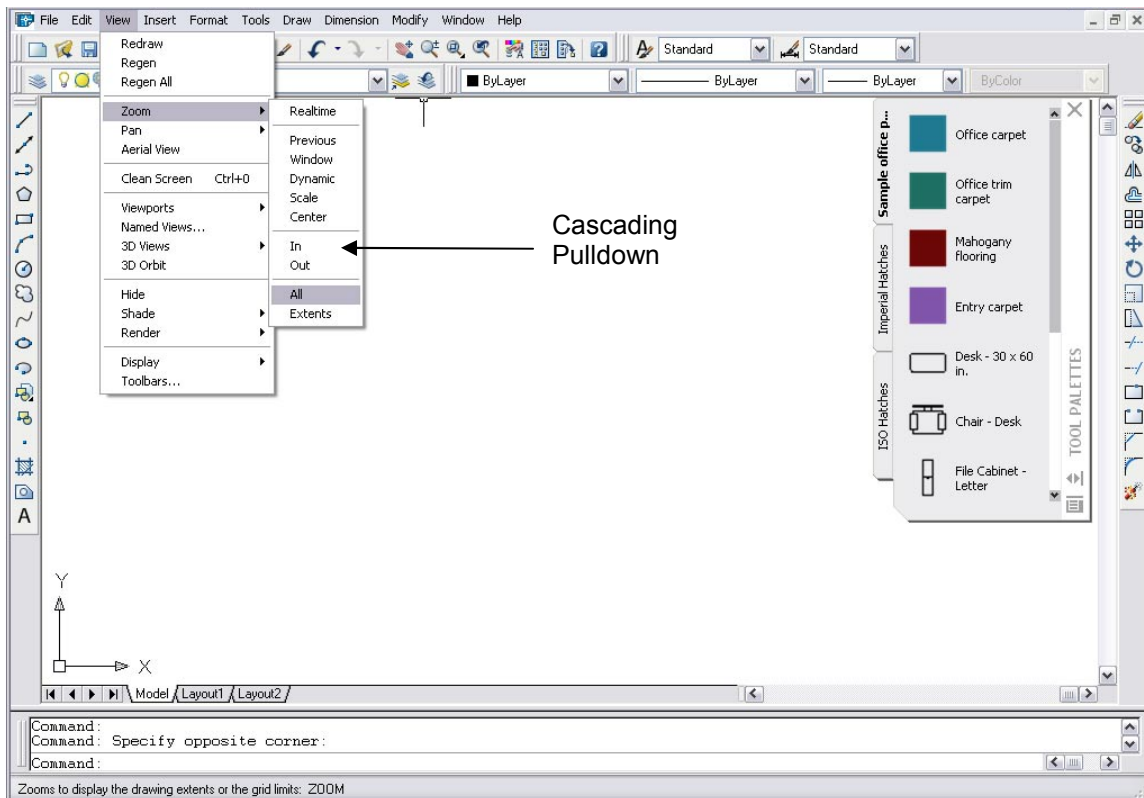 File Edit View Insert Format Tools Draw Dimension Modify Window Help
Standard
Standard
ByLayer
ByLayer
ByLayer
ByColor
Redraw
Regen
Regen All
Zoom
Pan
Aerial View
Clean Screen Ctrl+0
Viewports
Named Views...
3D Views
3D Orbit
Hide
Shade
Render
Display
Toolbars...
Realtime
Previous
Window
Dynamic
Scale
Center
In
Out
All
Extents
Cascading
Pulldown
Sample office p...
Imperial Hatches
ISO Hatches
Office carpet
Office trim
carpet
Mahogany
flooring
Entry carpet
Desk - 30 x 60
in.
Chair - Desk
File Cabinet -
Letter
TOOL PALETTES
A
Y
X
Model Layout1 Layout2
Command:
Command: Specify opposite corner:
Command:
Zooms to display the drawing extents or the grid limits: ZOOM